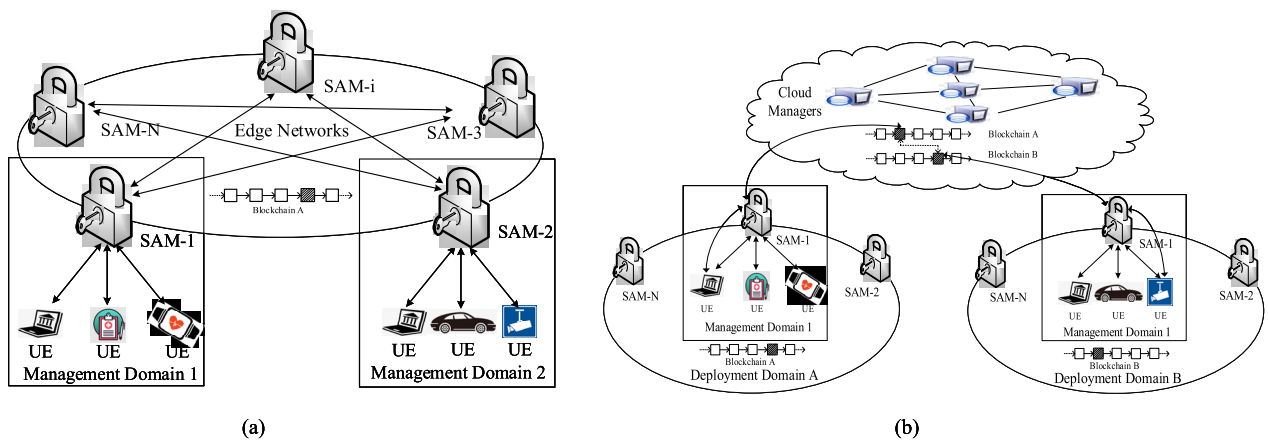 SAM-i
SAM-N
Edge Networks
SAM-3
SAM-1
Blockchain A
SAM-2
UE
UE
UE
Management Domain 1
UE
UE
UE
Management Domain 2
(a)
Cloud
Managers
Blockchain A
Blockchain B
SAM-1
SAM-N
SAM-2
UE
UE
UE
Management Domain 1
Blockchain A
Deployment Domain A
SAM-1
SAM-N
SAM-2
UE
UE
UE
Management Domain 1
Blockchain B
Deployment Domain B
(b)